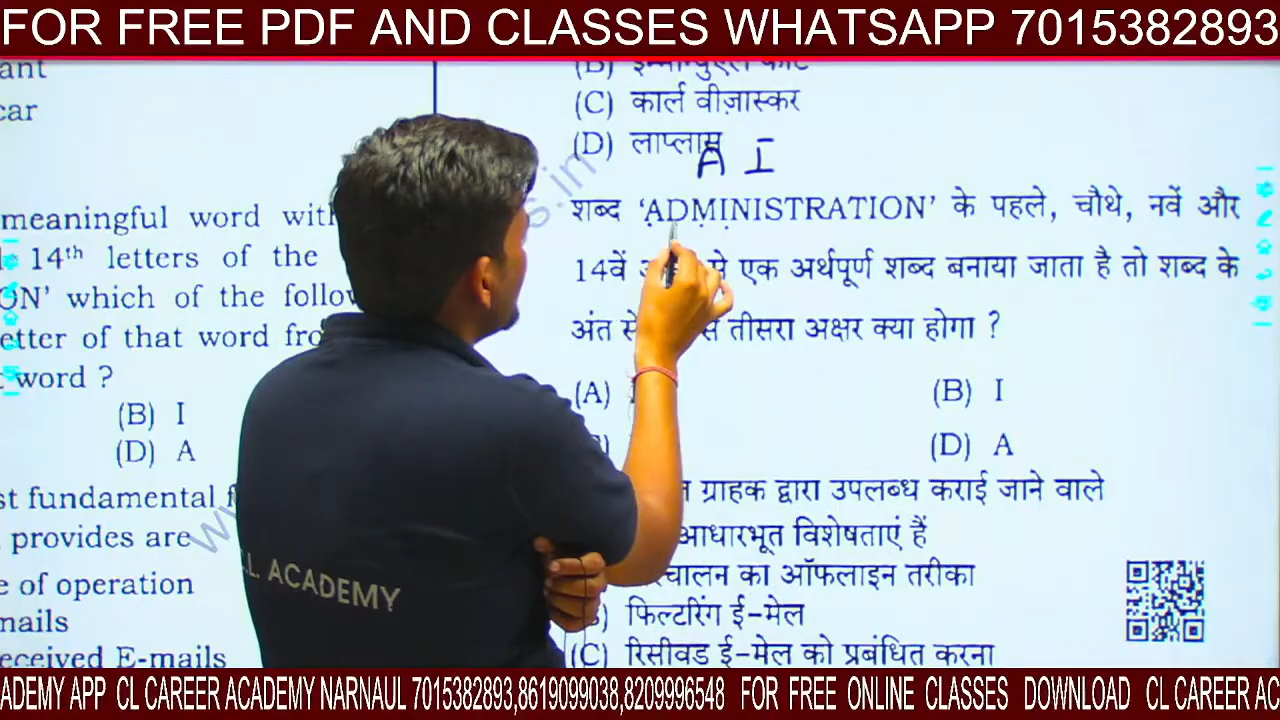 FOR FREE PDF AND CLASSES WHATSAPP 7015382893
ant
car
meaningful word with
14th letters of the
ON' which of the follow
etter of that word fro
word ?
(B) I
(D) A
st fundamental
provides are
e of operation
mails
eceived E-mails
(C) कार्ल वीज़ास्कर
(D) लाप्लास
A I
शब्द 'ADMINISTRATION' के पहले, चौथे, नवें और
14वें से एक अर्थपूर्ण शब्द बनाया जाता है तो शब्द के
अंत से तीसरा अक्षर क्या होगा ?
(A)
(B) I
(D) A
ग्राहक द्वारा उपलब्ध कराई जाने वाले
आधारभूत विशेषताएं हैं
का ऑफलाइन तरीका
फिल्टरिंग ई-मेल
(C) रिसीवड ई-मेल को प्रबंधित करना
.L. ACADEMY
ADEMY APP CL CAREER ACADEMY NARNAUL 7015382893,8619099038,8209996548 FOR FREE ONLINE CLASSES DOWNLOAD CL CAREER AC